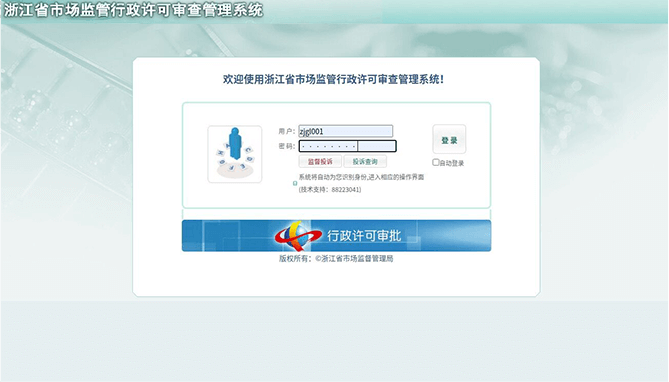 浙江省市场监管行政许可审查管理系统
欢迎使用浙江省市场监管行政许可审查管理系统!
用 户: zjgl001
密 码: ········
登 录
监督投诉 投诉查询
自动登录
系统将自动为您识别身份,进入相应的操作界面
(技术支持: 88223041)
行政许可审批
版权所有: ©浙江省市场监督管理局